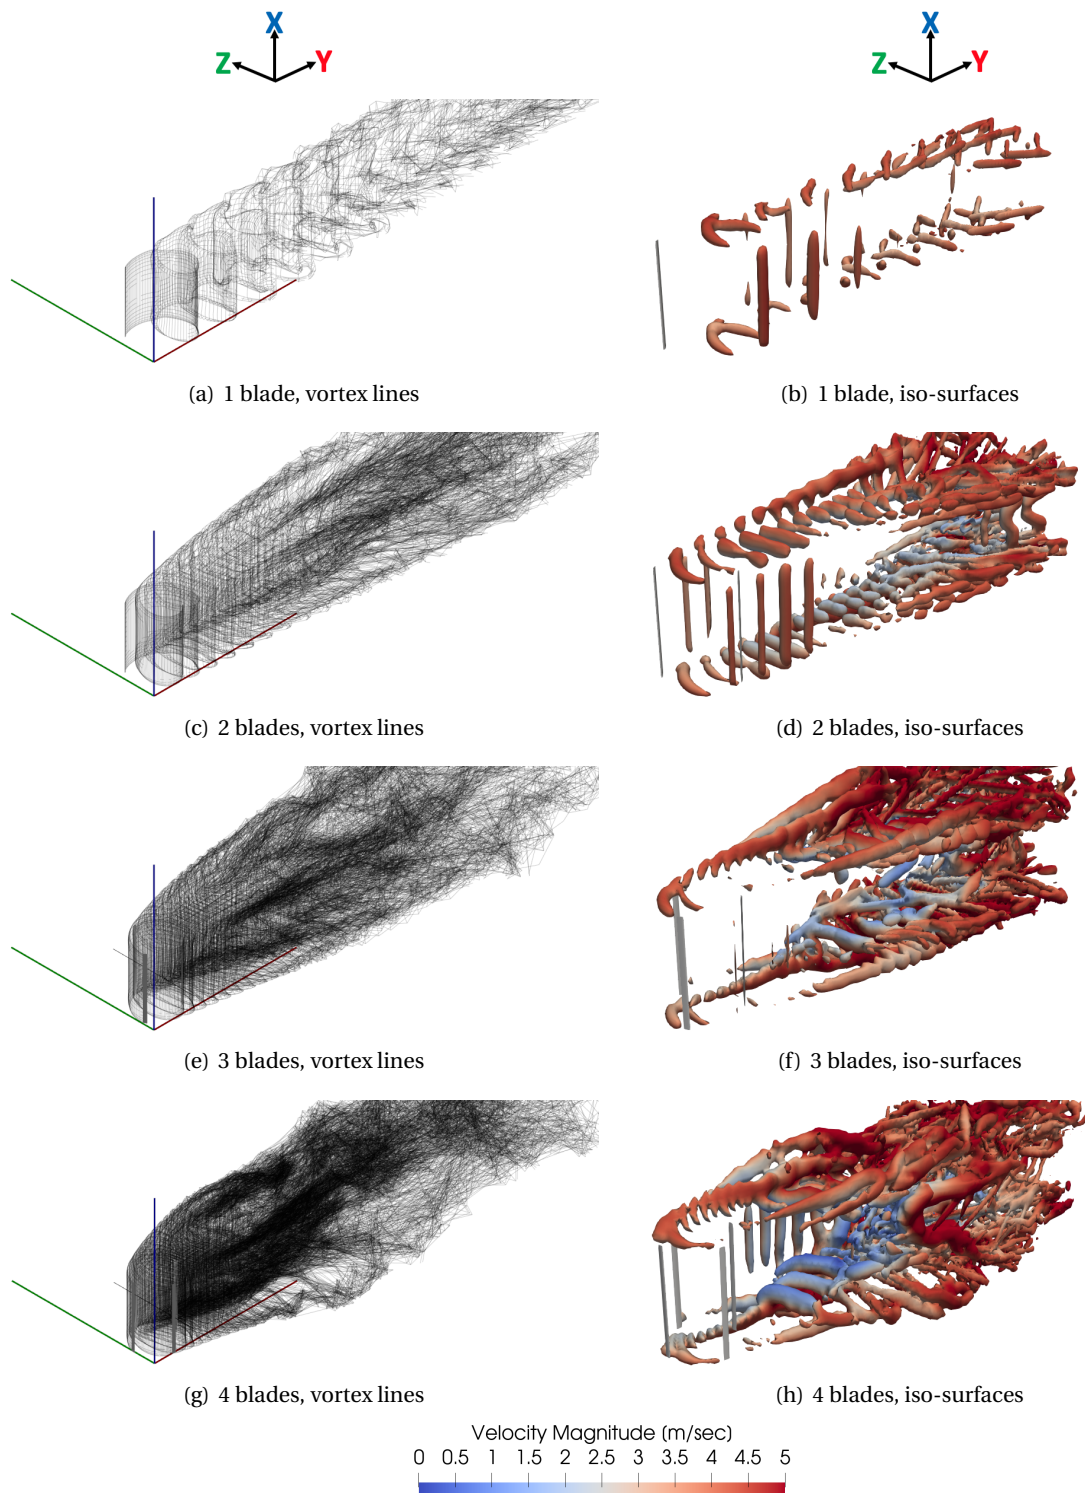 X X
Z Y Z Y
(a) 1 blade, vortex lines
(b) 1 blade, iso-surfaces
(c) 2 blades, vortex lines
(d) 2 blades, iso-surfaces
(e) 3 blades, vortex lines
(f) 3 blades, iso-surfaces
(g) 4 blades, vortex lines
(h) 4 blades, iso-surfaces
Velocity Magnitude (m/sec)
0 0.5 1 1.5 2 2.5 3 3.5 4 4.5 5